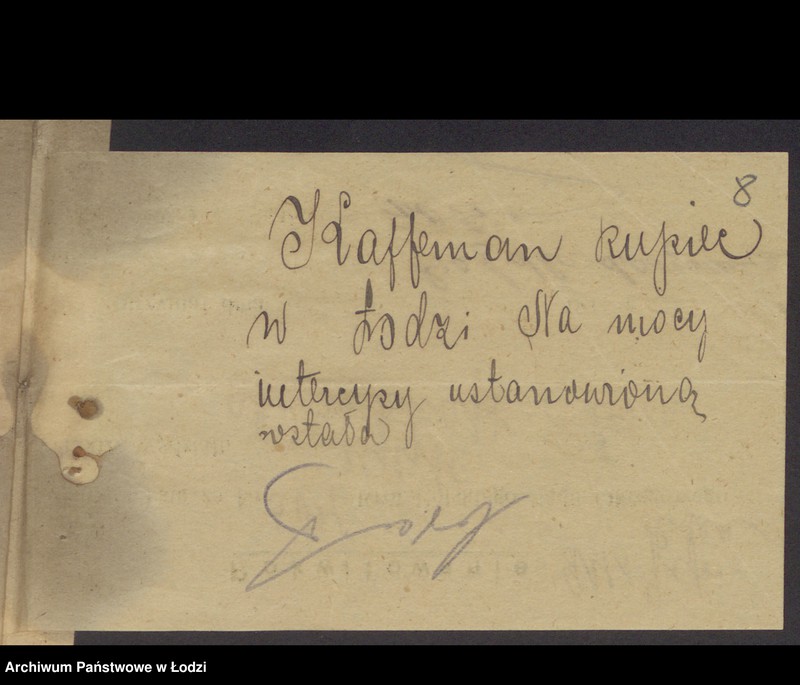 8
Kaffeman kupiec
w Łodzi Na mocy
intercyzy ustanowioną
została
Archiwum Państwowe w Łodzi